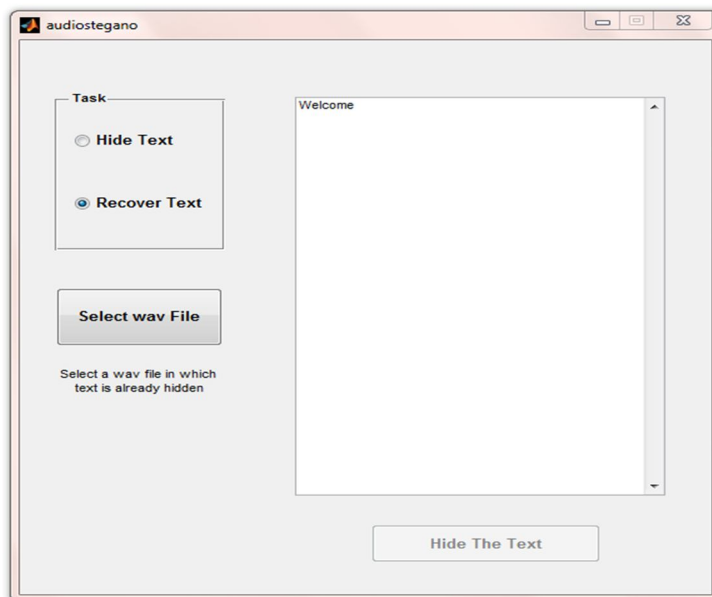 audiostegano
Task
Hide Text
Recover Text
Select wav File
Select a wav file in which
text is already hidden
Welcome
Hide The Text